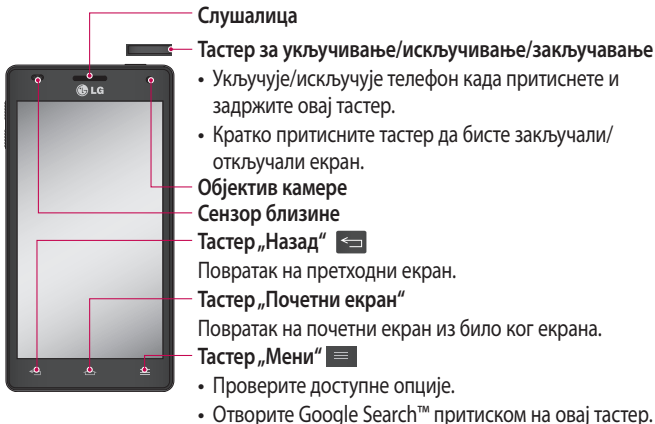 Слушалица
Тастер за укључивање/искључивање/закључавање
• Укључује/искључује телефон када притиснете и
задржите овај тастер.
• Кратко притисните тастер да бисте закључали/
откључали екран.
LG
Објектив камере
Сензор близине
Тастер „Назад“
Повратак на претходни екран.
Тастер „Почетни екран“
Повратак на почетни екран из било ког екрана.
Тастер „Мени“
• Проверите доступне опције.
• Отворите Google Search™ притиском на овај тастер.